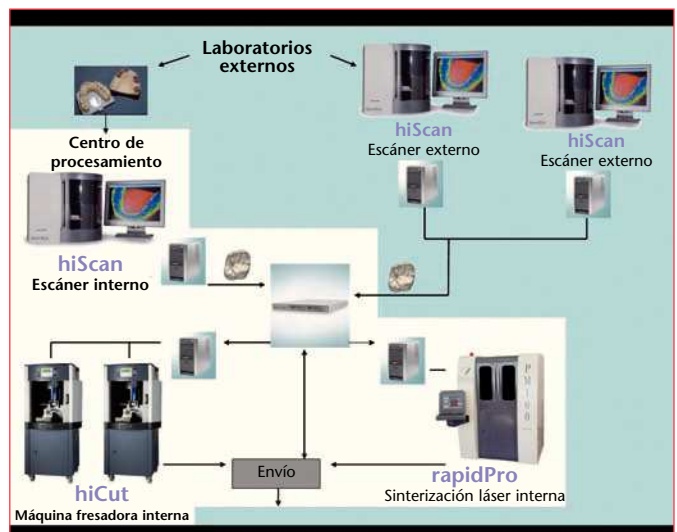 Laboratorios
externos
hiScan
Escáner externo
hiScan
Escáner externo
Centro de
procesamiento
hiScan
Escáner interno
hiCut
Máquina fresadora interna
Envío
PM100
rapidPro
Sinterización láser interna